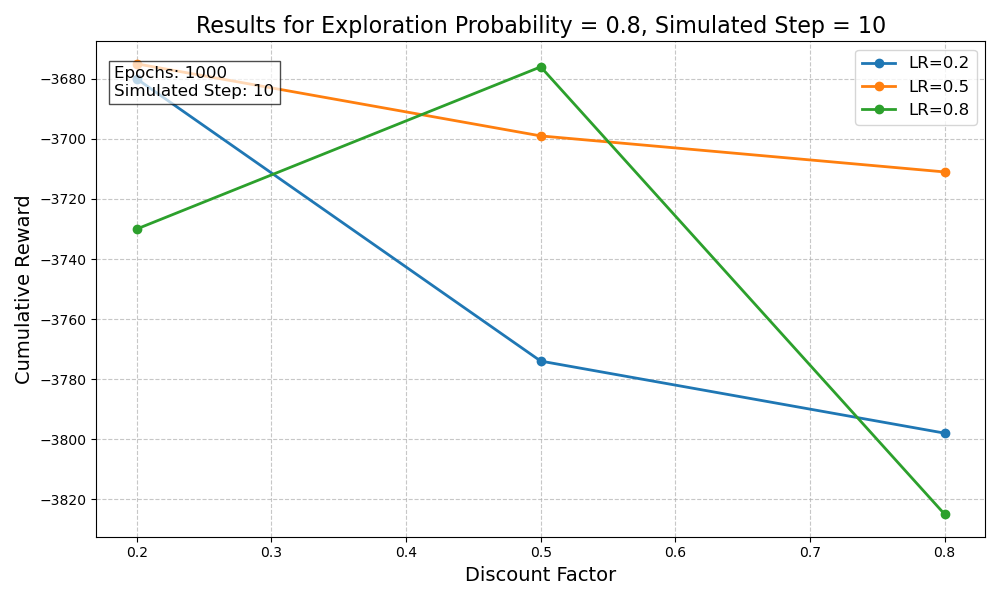 Results for Exploration Probability = 0.8, Simulated Step = 10
Epochs: 1000
Simulated Step: 10
LR=0.2
LR=0.5
LR=0.8
Cumulative Reward
−3680
−3700
−3720
−3740
−3760
−3780
−3800
−3820
0.2
0.3
0.4
0.5
0.6
0.7
0.8
Discount Factor